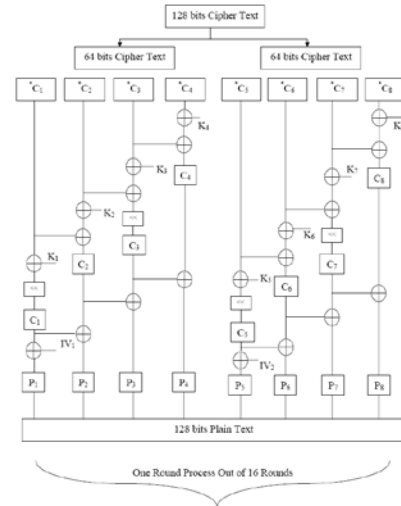 128 bits Cipher Text
64 bits Cipher Text 64 bits Cipher Text
*C1 *C2 *C3 *C4 *C5 *C6 *C7 *C8
K4
K3 C4 K7 C8
K2 K6
<< <<
C3 C7
K1 C2 K5 C6
<< <<
C1 C5
IV1 IV2
P1 P2 P3 P4 P5 P6 P7 P8
128 bits Plain Text
One Round Process Out of 16 Rounds